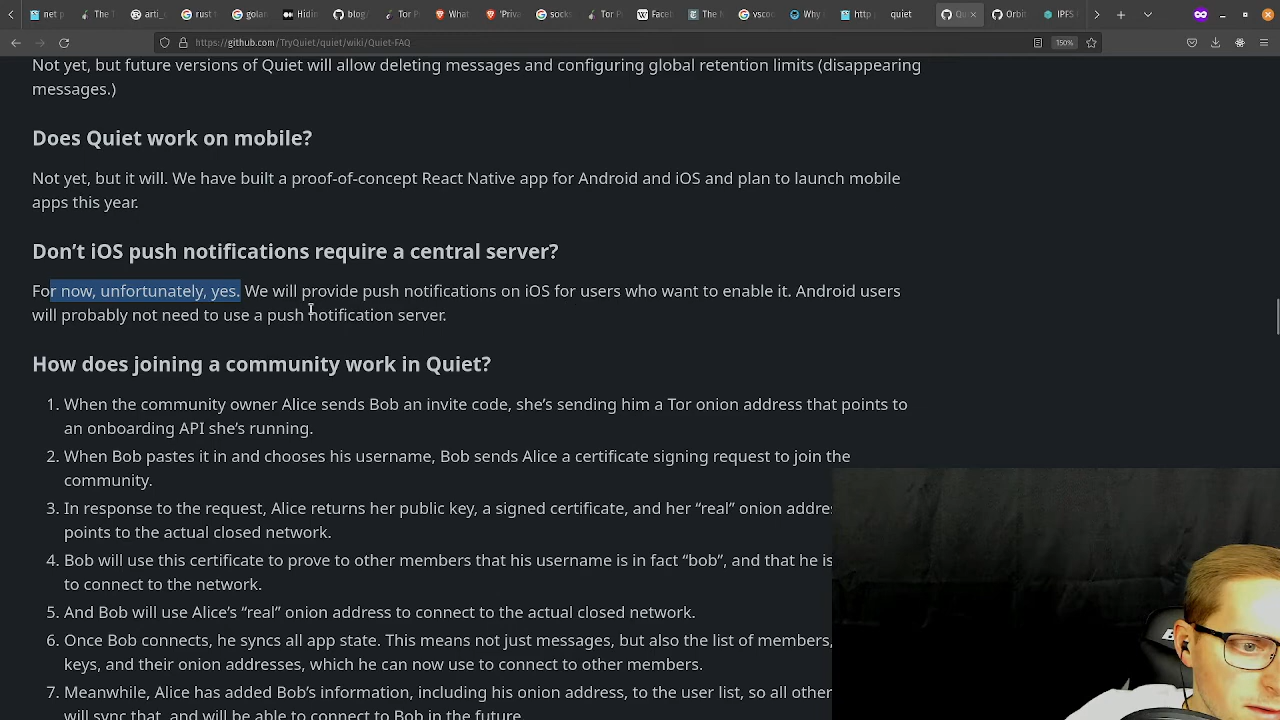 net p
The T
arti_
rust
golan
Hidin
blog/
Tor P
What
'Priva
socks
Tor P
Face
The N
vscod
Why
http
quiet
Qu
Orbit
IPFS
https://github.com/TryQuiet/quiet/wiki/Quiet-FAQ
150%
Not yet, but future versions of Quiet will allow deleting messages and configuring global retention limits (disappearing
messages.)
Does Quiet work on mobile?
Not yet, but it will. We have built a proof-of-concept React Native app for Android and iOS and plan to launch mobile
apps this year.
Don’t iOS push notifications require a central server?
For now, unfortunately, yes. We will provide push notifications on iOS for users who want to enable it. Android users
will probably not need to use a push notification server.
How does joining a community work in Quiet?
1. When the community owner Alice sends Bob an invite code, she’s sending him a Tor onion address that points to
an onboarding API she’s running.
2. When Bob pastes it in and chooses his username, Bob sends Alice a certificate signing request to join the
community.
3. In response to the request, Alice returns her public key, a signed certificate, and her “real” onion addre
points to the actual closed network.
4. Bob will use this certificate to prove to other members that his username is in fact “bob”, and that he is
to connect to the network.
5. And Bob will use Alice’s “real” onion address to connect to the actual closed network.
6. Once Bob connects, he syncs all app state. This means not just messages, but also the list of members,
keys, and their onion addresses, which he can now use to connect to other members.
7. Meanwhile, Alice has added Bob’s information, including his onion address, to the user list, so all other
will sync that, and will be able to connect to Bob in the future.